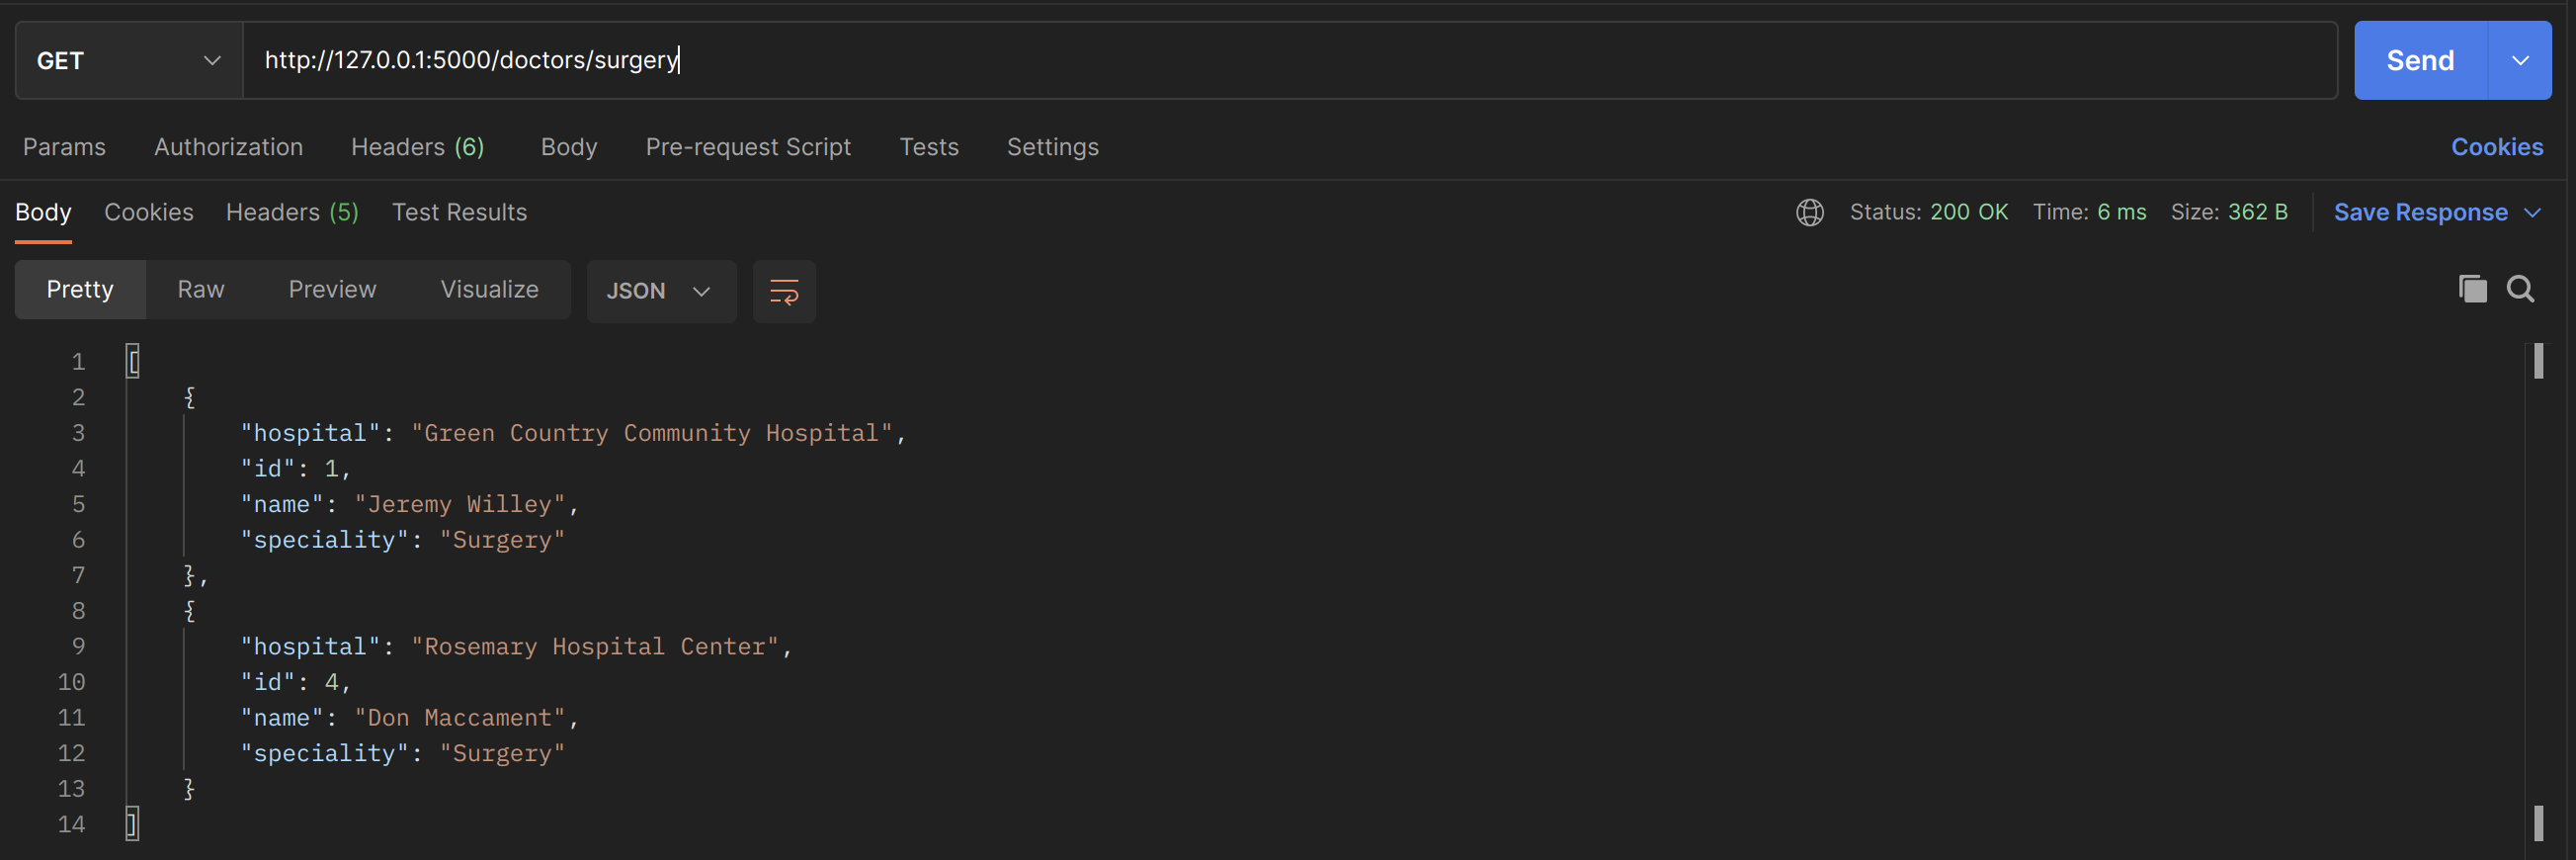 GET http://127.0.0.1:5000/doctors/surgery Send
Params Authorization Headers (6) Body Pre-request Script Tests Settings Cookies
Body Cookies Headers (5) Test Results Status: 200 OK Time: 6 ms Size: 362 B Save Response
Pretty Raw Preview Visualize JSON
1 [
2 {
3 "hospital": "Green Country Community Hospital",
4 "id": 1,
5 "name": "Jeremy Willey",
6 "speciality": "Surgery"
7 },
8 {
9 "hospital": "Rosemary Hospital Center",
10 "id": 4,
11 "name": "Don Maccament",
12 "speciality": "Surgery"
13 }
14 ]